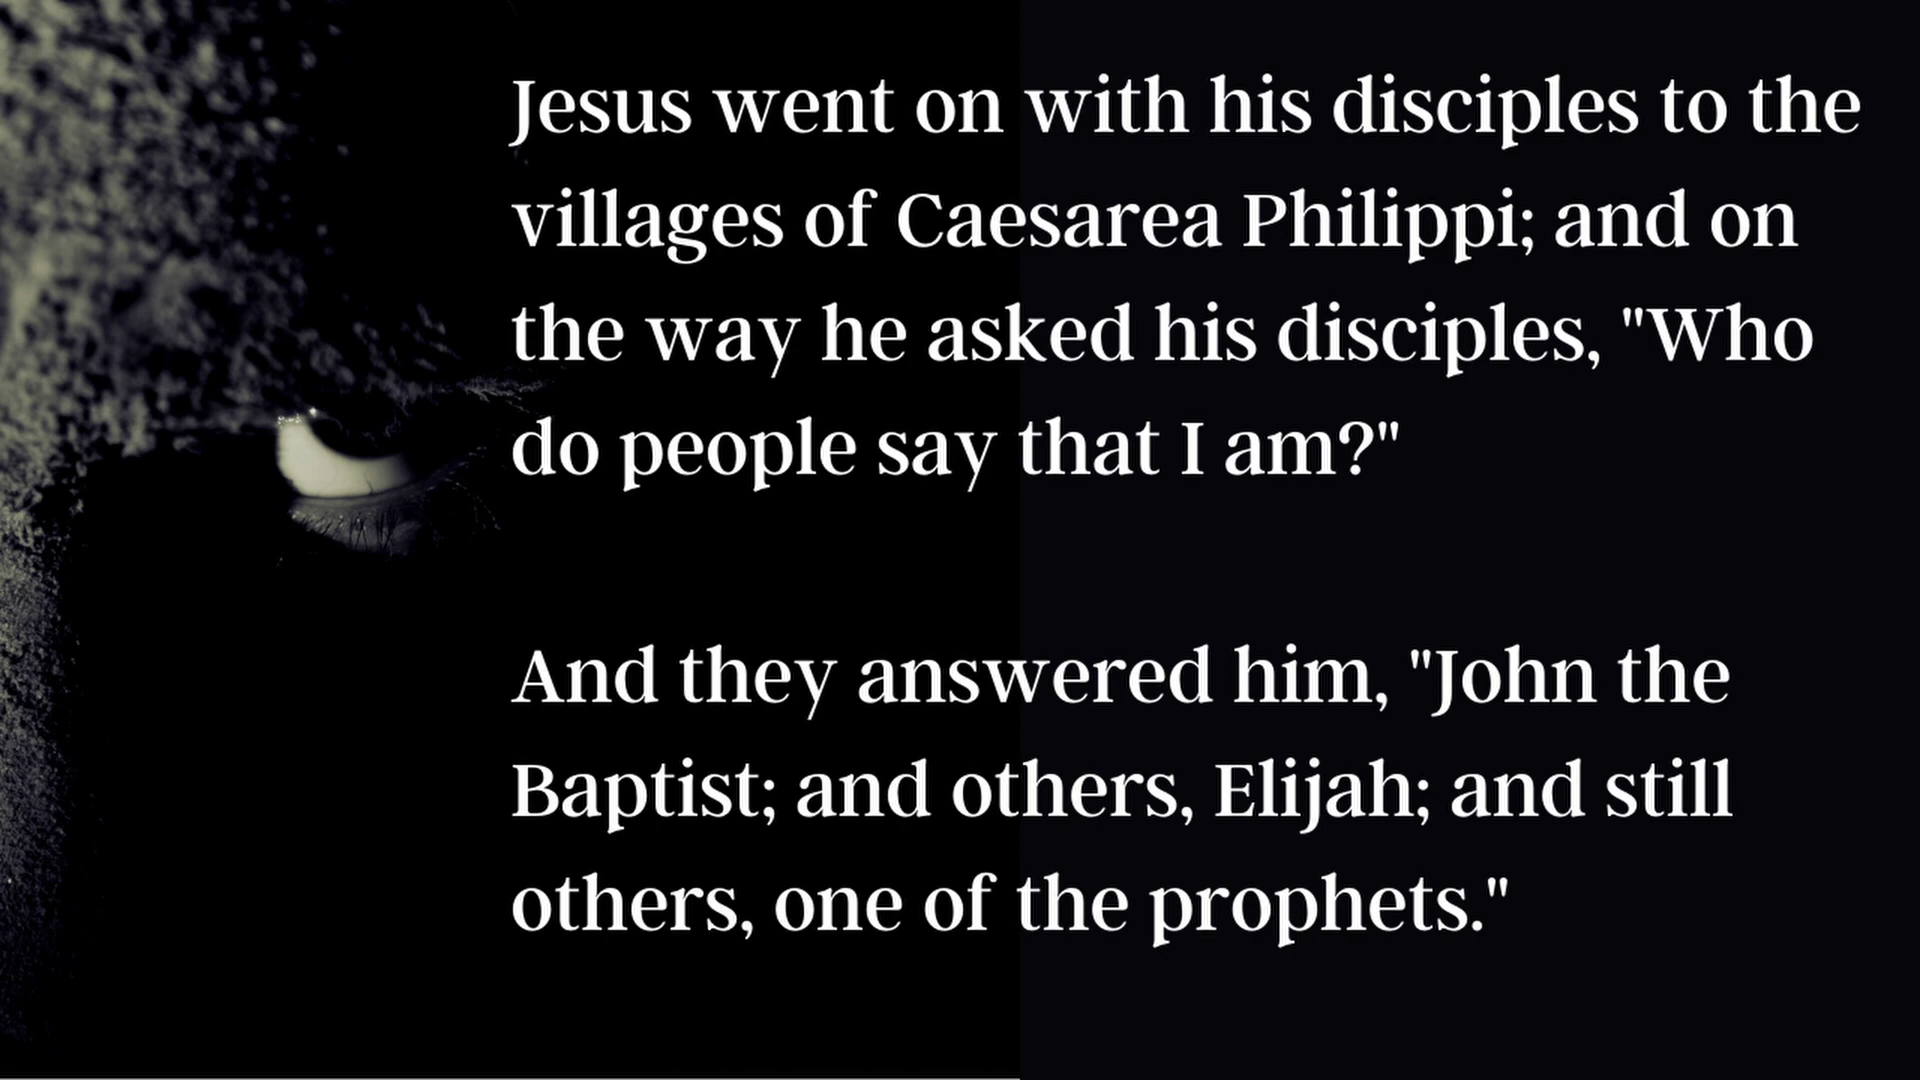 Jesus went on with his disciples to the
villages of Caesarea Philippi; and on
the way he asked his disciples, "Who
do people say that I am?"
And they answered him, "John the
Baptist; and others, Elijah; and still
others, one of the prophets."